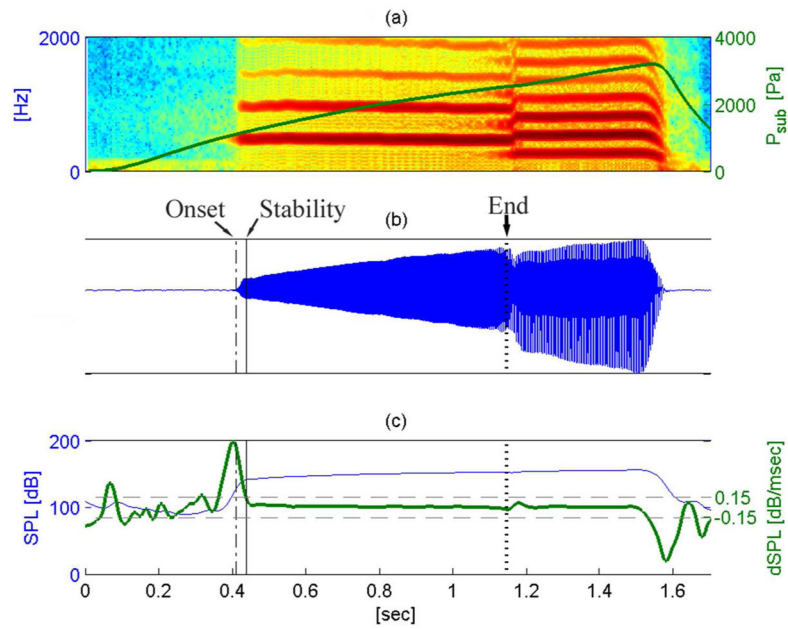 (a)
2000
[Hz]
0
4000
2000
0
P_sub [Pa]
Onset
Stability
(b)
End
(c)
200
100
0
SPL [dB]
0.15
-0.15
dSPL [dB/msec]
0 0.2 0.4 0.6 0.8 1 1.2 1.4 1.6
[sec]